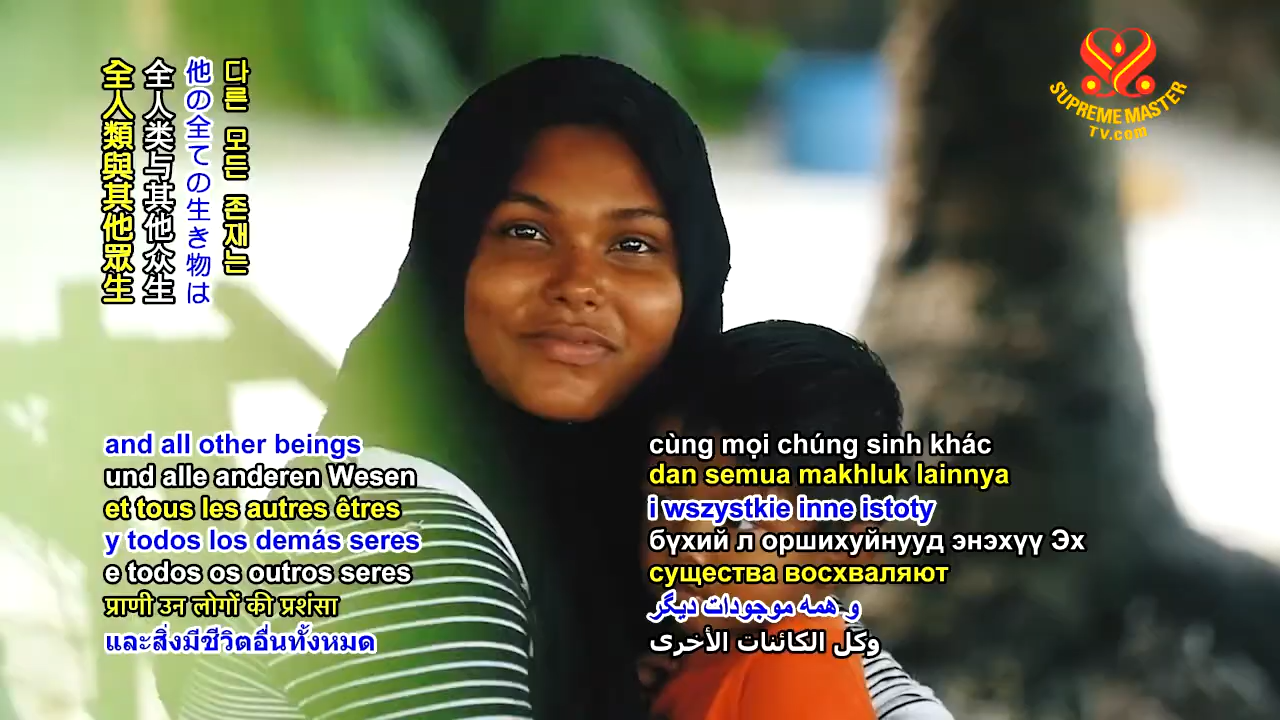 다른 모든 존재는
他の全ての生き物は
全人类与其他众生
全人類與其他眾生
SUPREME MASTER
TV.com
and all other beings
und alle anderen Wesen
et tous les autres êtres
y todos los demás seres
e todos os outros seres
प्राणी उन लोगों की प्रशंसा
และสิ่งมีชีวิตอื่นทั้งหมด
cùng mọi chúng sinh khác
dan semua makhluk lainnya
i wszystkie inne istoty
бүхий л оршихуйнууд энэхүү Эх
существа восхваляют
و همه موجودات دیگر
وكل الكائنات الأخرى